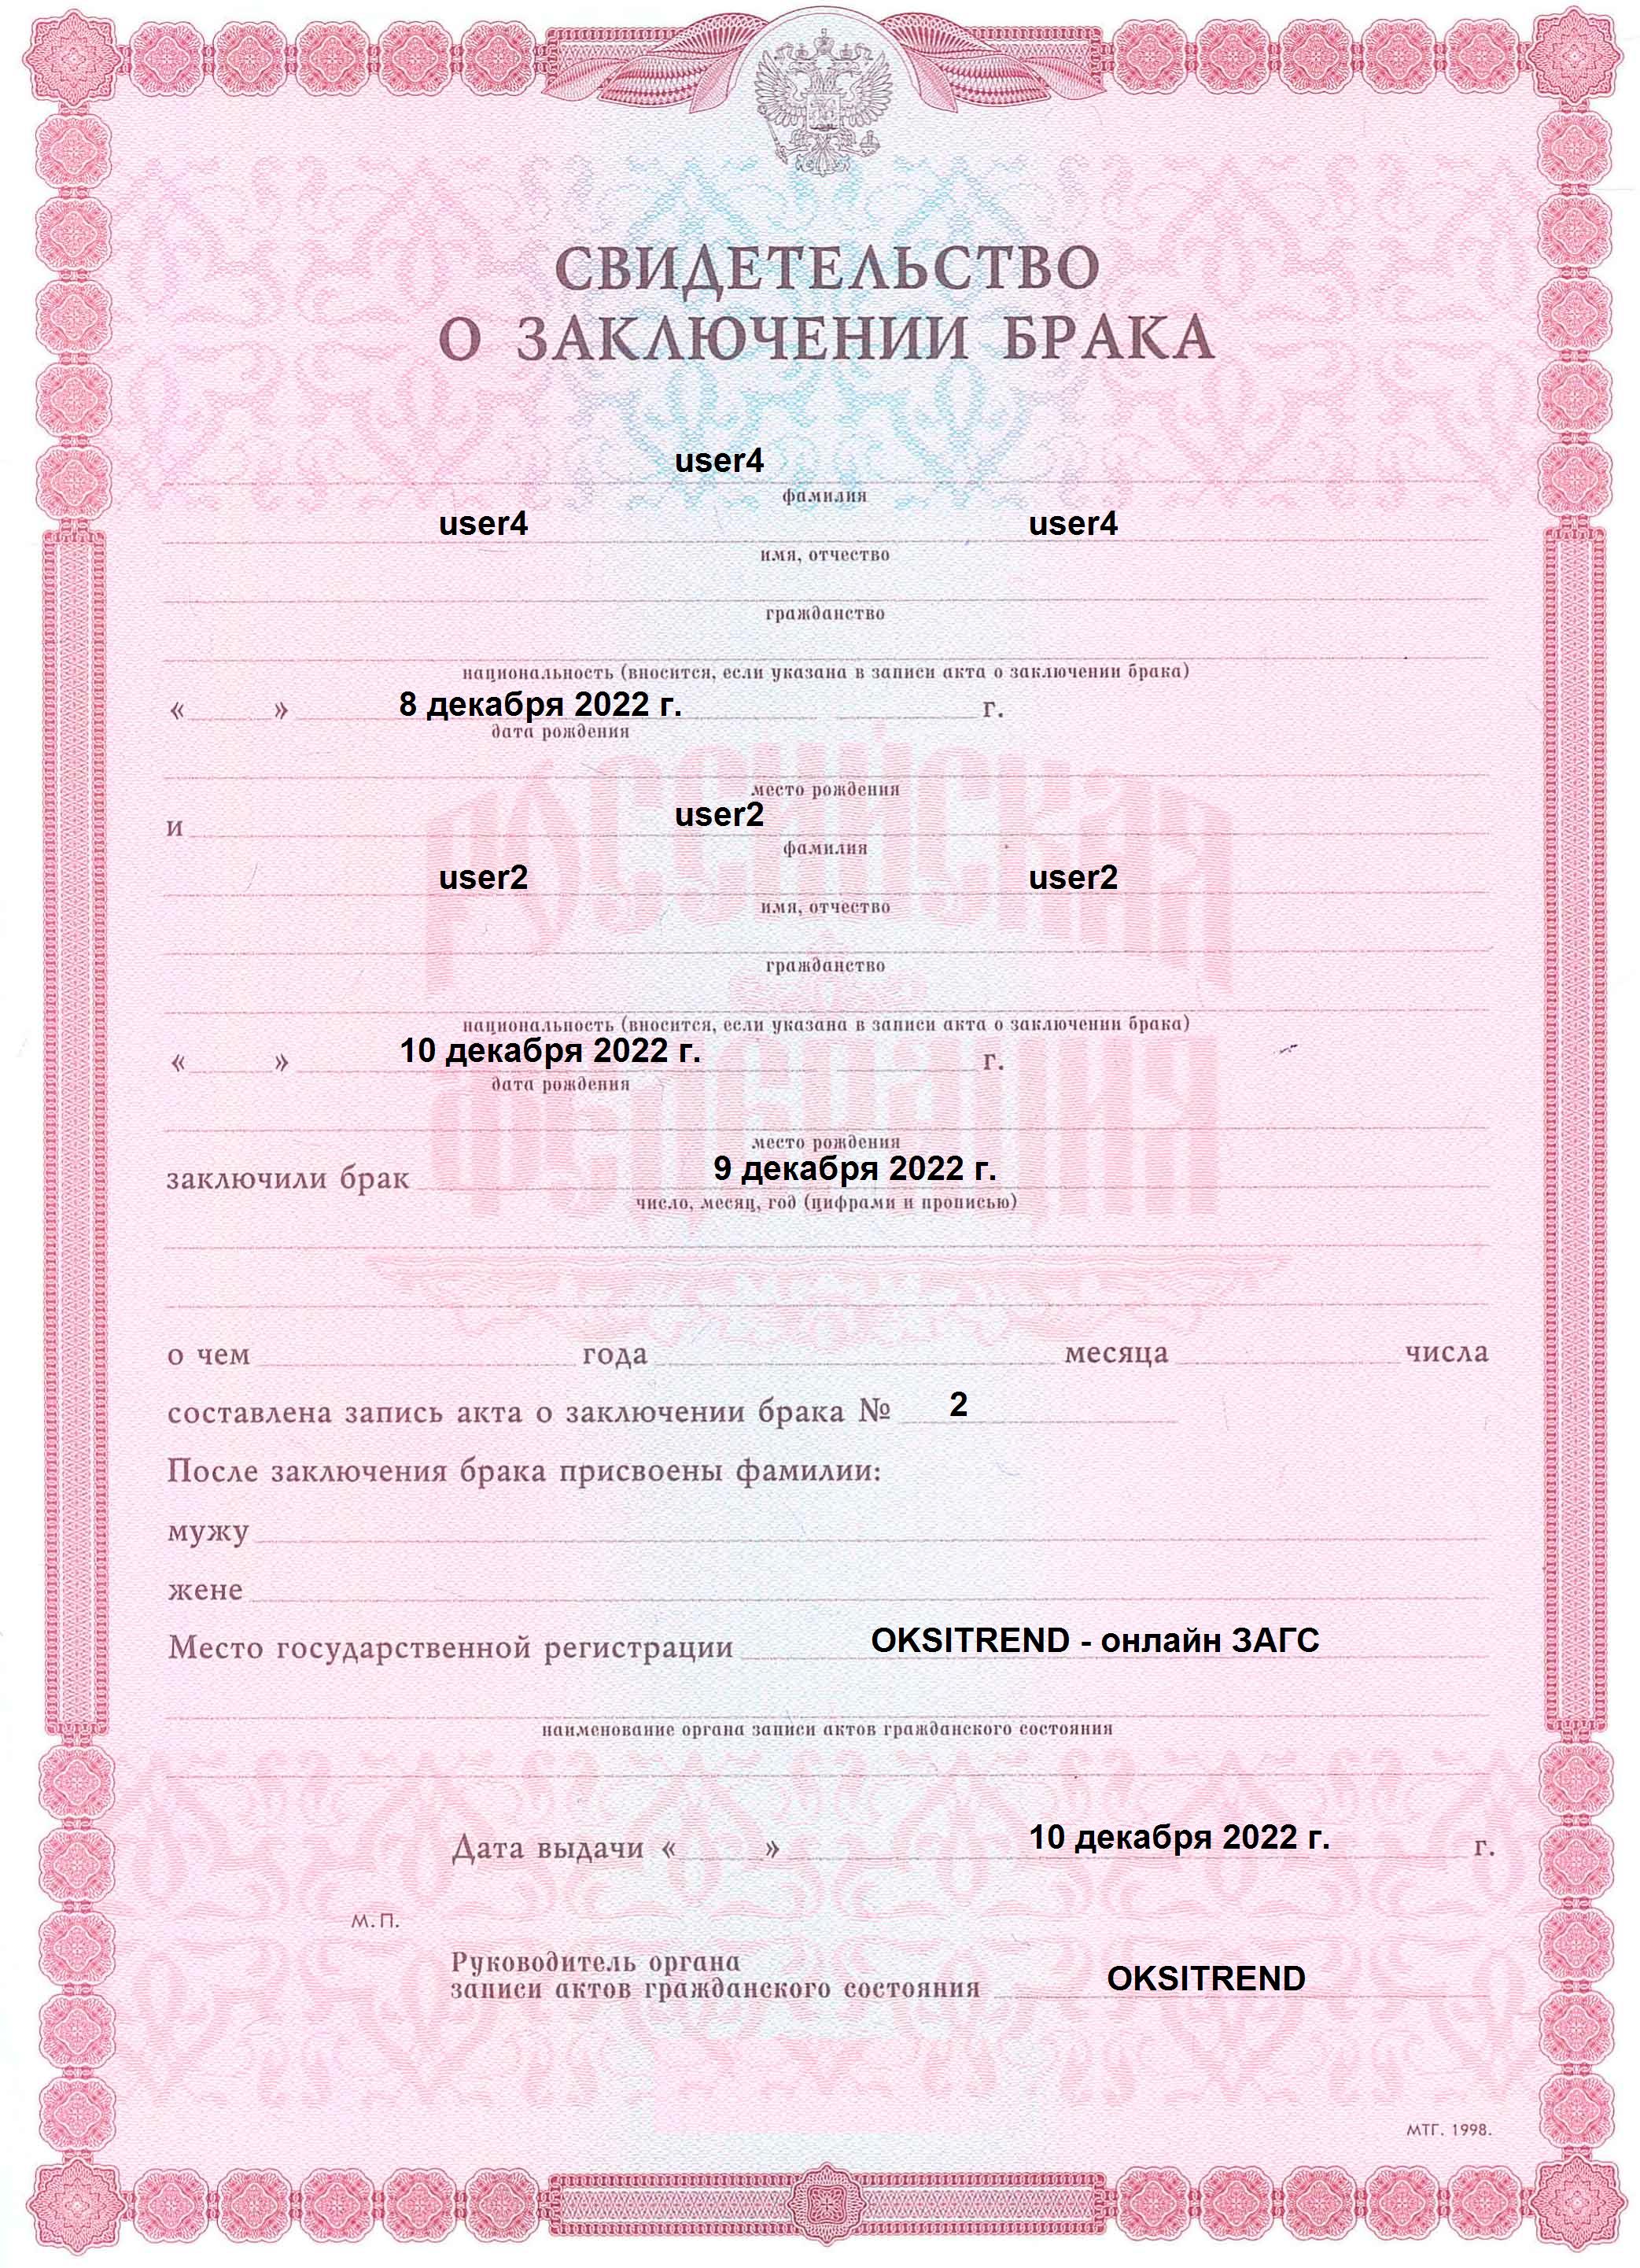 СВИДЕТЕЛЬСТВО
О ЗАКЛЮЧЕНИИ БРАКА
user4
фамилия
user4 user4
имя, отчество
гражданство
национальность (вносится, если указана в записи акта о заключении брака)
« » 8 декабря 2022 г. г.
дата рождения
место рождения
и user2
фамилия
user2 user2
имя, отчество
гражданство
национальность (вносится, если указана в записи акта о заключении брака)
« » 10 декабря 2022 г. г.
дата рождения
место рождения
заключили брак 9 декабря 2022 г.
число, месяц, год (цифрами и прописью)
о чем года месяца числа
составлена запись акта о заключении брака № 2
После заключения брака присвоены фамилии:
мужу
жене
Место государственной регистрации OKSITREND - онлайн ЗАГС
наименование органа записи актов гражданского состояния
Дата выдачи « » 10 декабря 2022 г. г.
М.П.
Руководитель органа
записи актов гражданского состояния OKSITREND
МТГ. 1998.
РОССИЙСКАЯ
ФЕДЕРАЦИЯ